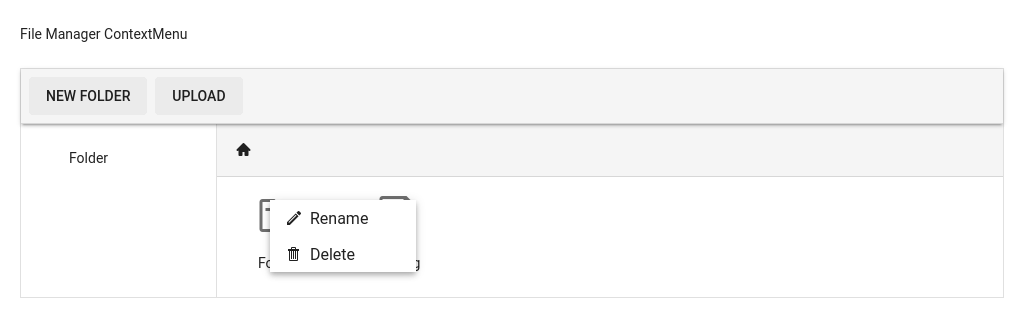 File Manager ContextMenu
NEW FOLDER UPLOAD
Folder
Rename
Delete